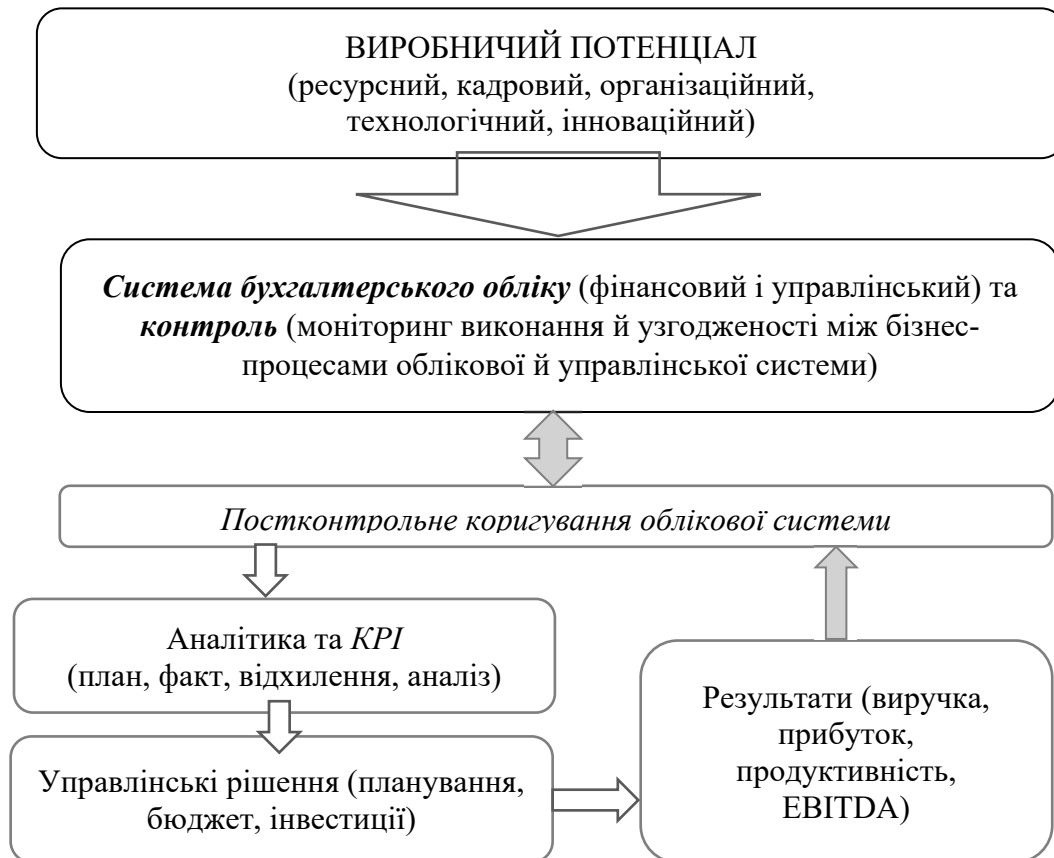 ВИРОБНИЧИЙ ПОТЕНЦІАЛ
(ресурсний, кадровий, організаційний,
технологічний, інноваційний)
Система бухгалтерського обліку (фінансовий і управлінський) та
контроль (моніторинг виконання й узгодженості між бізнес-
процесами облікової й управлінської системи)
Постконтрольне коригування облікової системи
Аналітика та KPI
(план, факт, відхилення, аналіз)
Управлінські рішення (планування,
бюджет, інвестиції)
Результати (виручка,
прибуток,
продуктивність,
EBITDA)